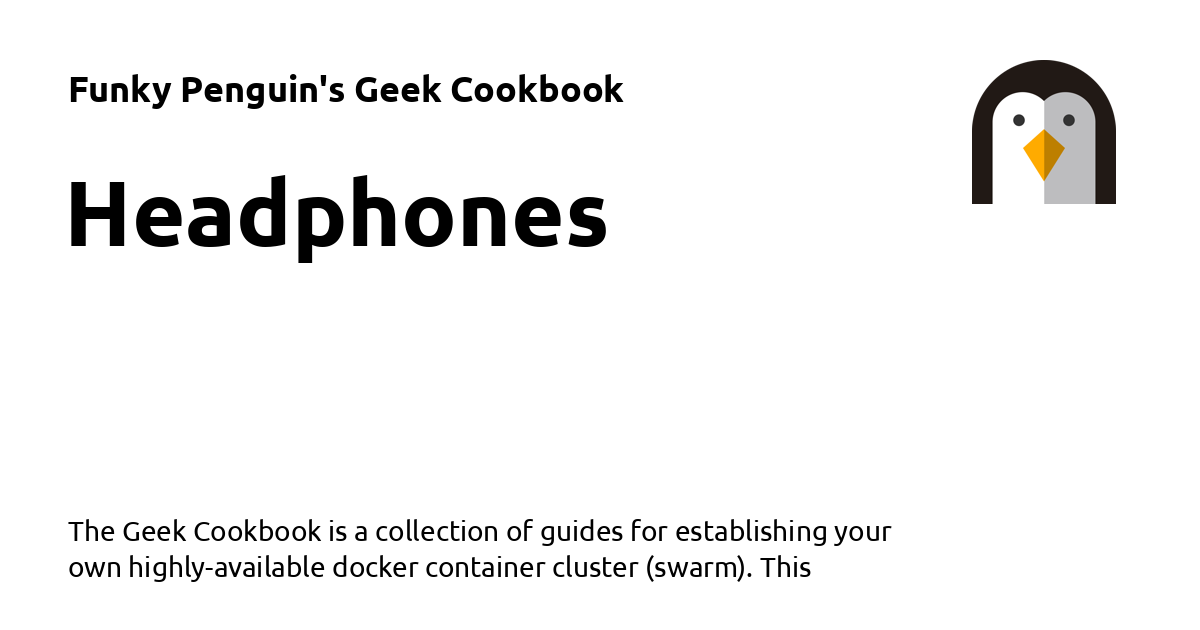 Funky Penguin's Geek Cookbook
Headphones
The Geek Cookbook is a collection of guides for establishing your
own highly-available docker container cluster (swarm). This